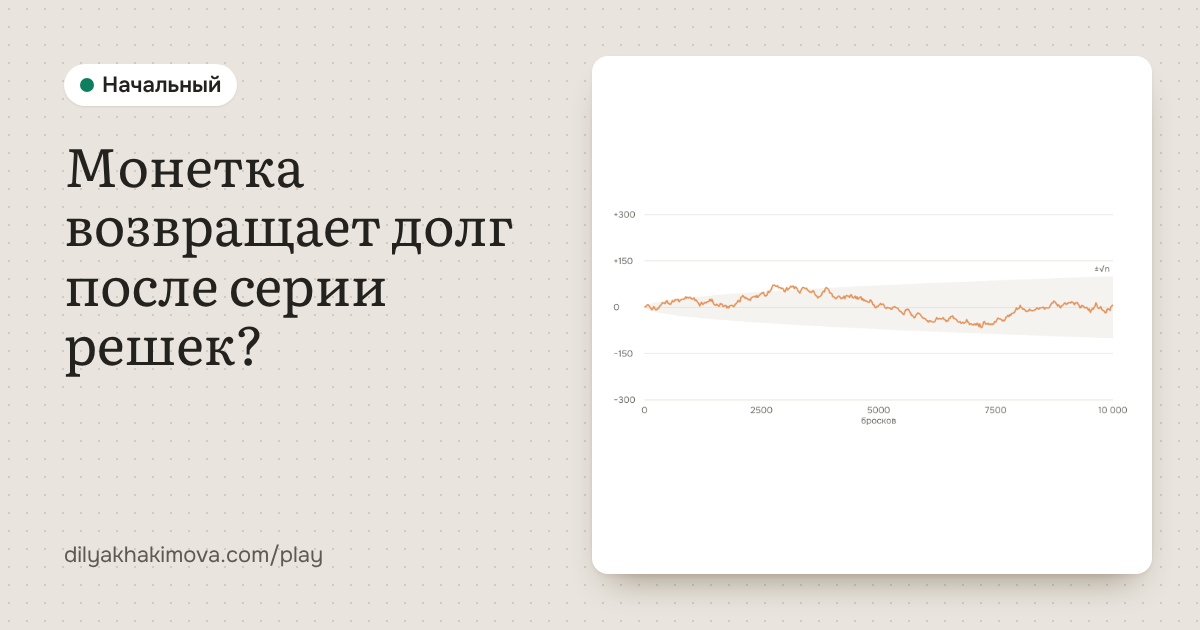 Начальный
Монетка
возвращает долг
после серии
решек?
dilyakhakimova.com/play
+300
+150
±√n
0
−150
−300
0 2500 5000 7500 10 000
бросков